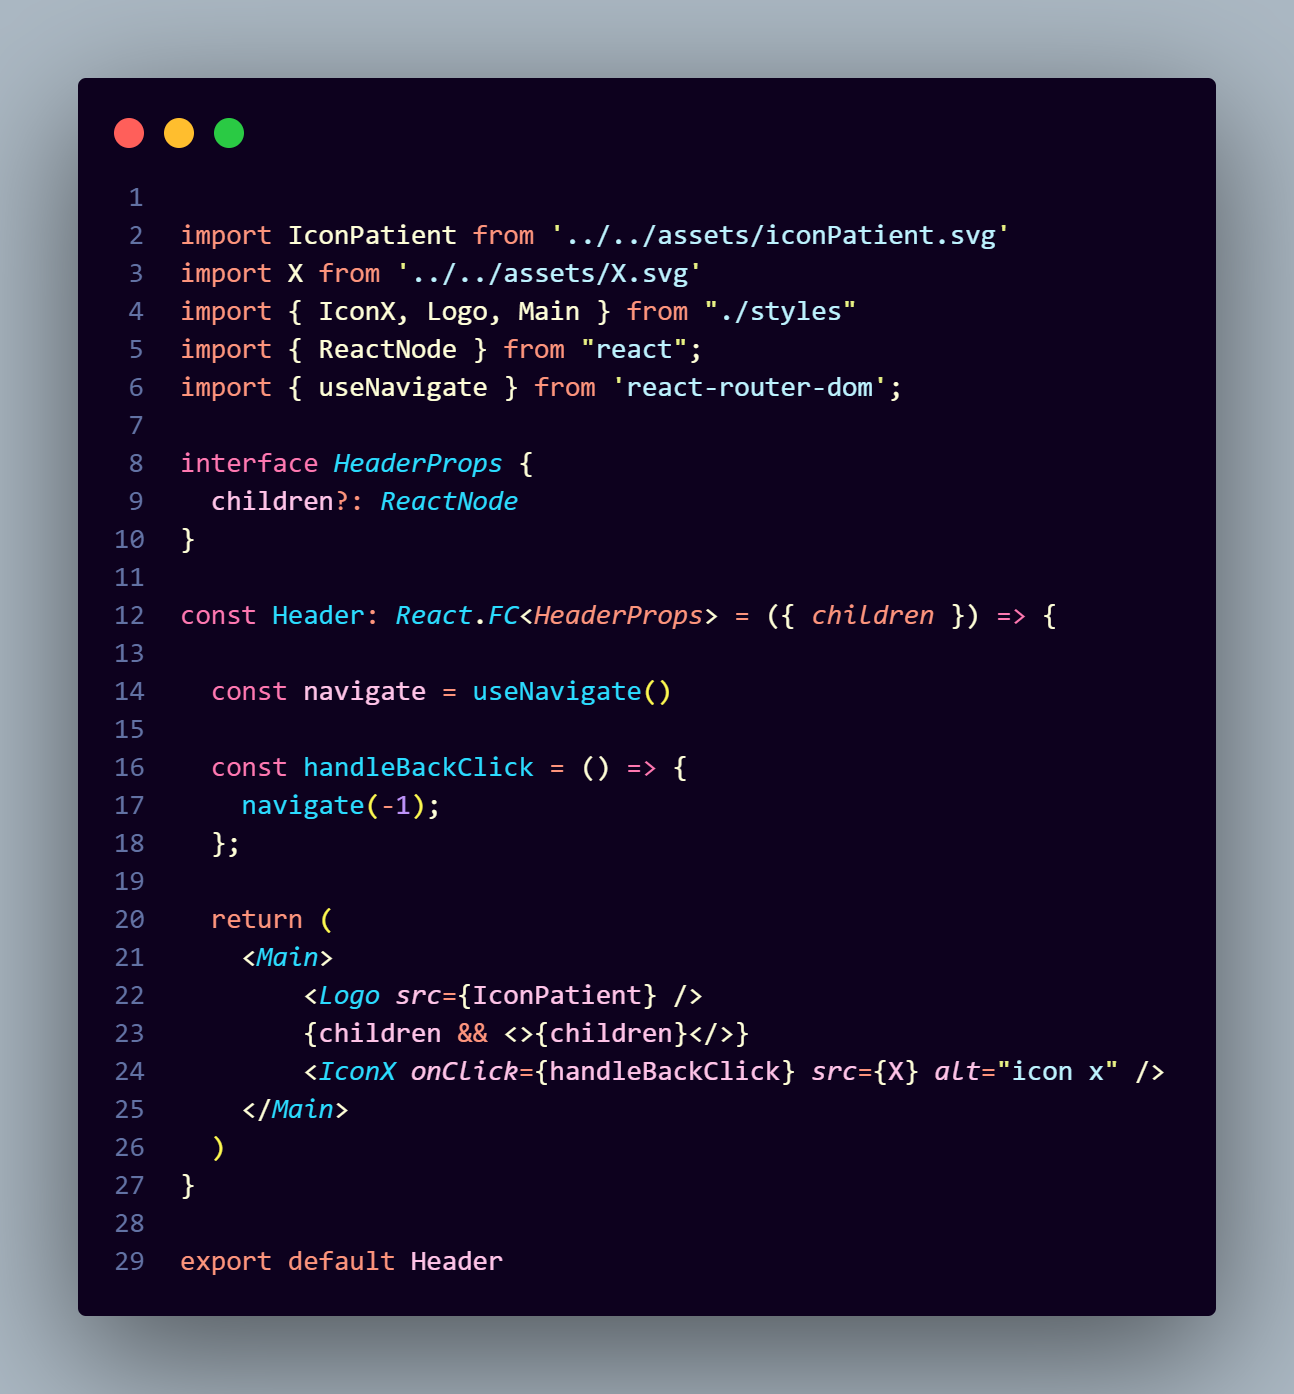 1
2 import IconPatient from '../../assets/iconPatient.svg'
3 import X from '../../assets/X.svg'
4 import { IconX, Logo, Main } from "./styles"
5 import { ReactNode } from "react";
6 import { useNavigate } from 'react-router-dom';
7
8 interface HeaderProps {
9   children?: ReactNode
10 }
11
12 const Header: React.FC<HeaderProps> = ({ children }) => {
13
14   const navigate = useNavigate()
15
16   const handleBackClick = () => {
17     navigate(-1);
18   };
19
20   return (
21     <Main>
22         <Logo src={IconPatient} />
23         {children && <>{children}</>}
24         <IconX onClick={handleBackClick} src={X} alt="icon x" />
25     </Main>
26   )
27 }
28
29 export default Header